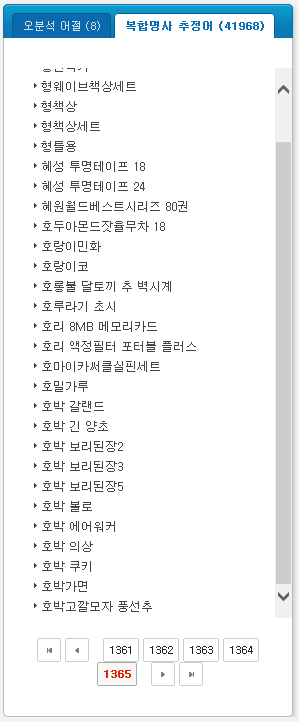 오분석 어절 (8)
복합명사 추정어 (41968)
형웨이브책상세트
형책상
형책상세트
형틀용
혜성 투명테이프 18
혜성 투명테이프 24
혜원월드베스트시리즈 80권
호두아몬드잣율무차 18
호랑이민화
호랑이코
호롱불 달토끼 추 벽시계
호루라기 초시
호리 8MB 메모리카드
호리 액정필터 포터블 플러스
호마이카써클실핀세트
호밀가루
호박 갈랜드
호박 긴 양초
호박 보리된장2
호박 보리된장3
호박 보리된장5
호박 볼로
호박 에어워커
호박 의상
호박 쿠키
호박가면
호박고깔모자 풍선추
1361 1362 1363 1364
1365